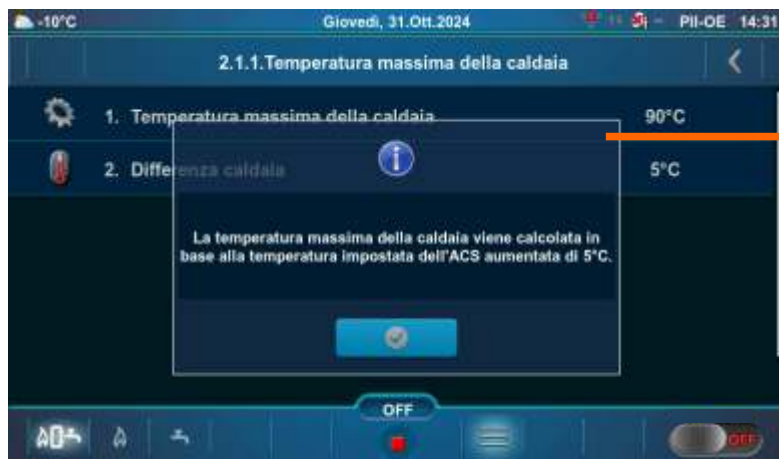 -10°C Giovedì, 31.Ott.2024 PII-OE 14:31
2.1.1.Temperatura massima della caldaia
1. Temperatura massima della caldaia 90°C
2. Differenza caldaia 5°C
La temperatura massima della caldaia viene calcolata in
base alla temperatura impostata dell'ACS aumentata di 5°C.
OFF
OFF